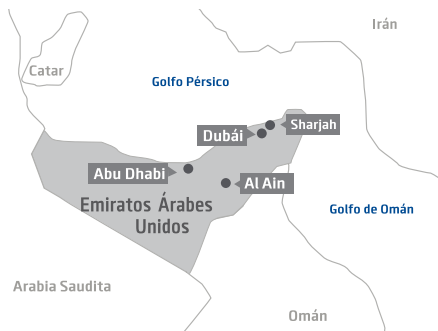 Irán
Catar
Golfo Pérsico
Sharjah
Dubái
Abu Dhabi
Al Ain
Emiratos Árabes
Unidos
Golfo de Omán
Arabia Saudita
Omán